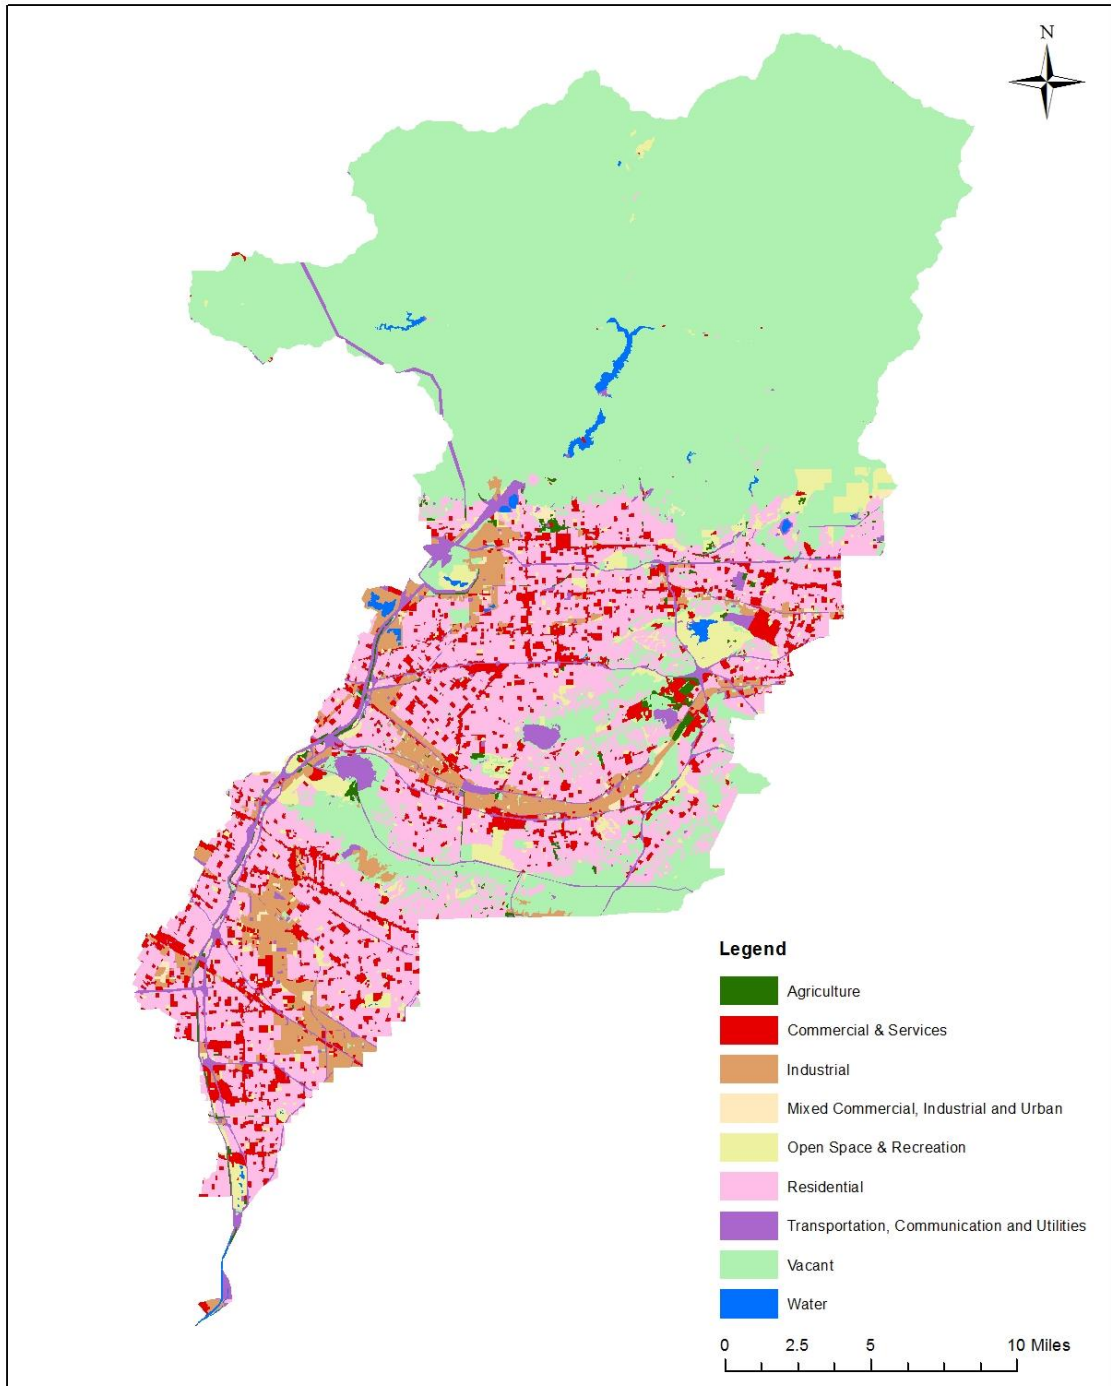 N
Legend
Agriculture
Commercial & Services
Industrial
Mixed Commercial, Industrial and Urban
Open Space & Recreation
Residential
Transportation, Communication and Utilities
Vacant
Water
0 2.5 5 10 Miles